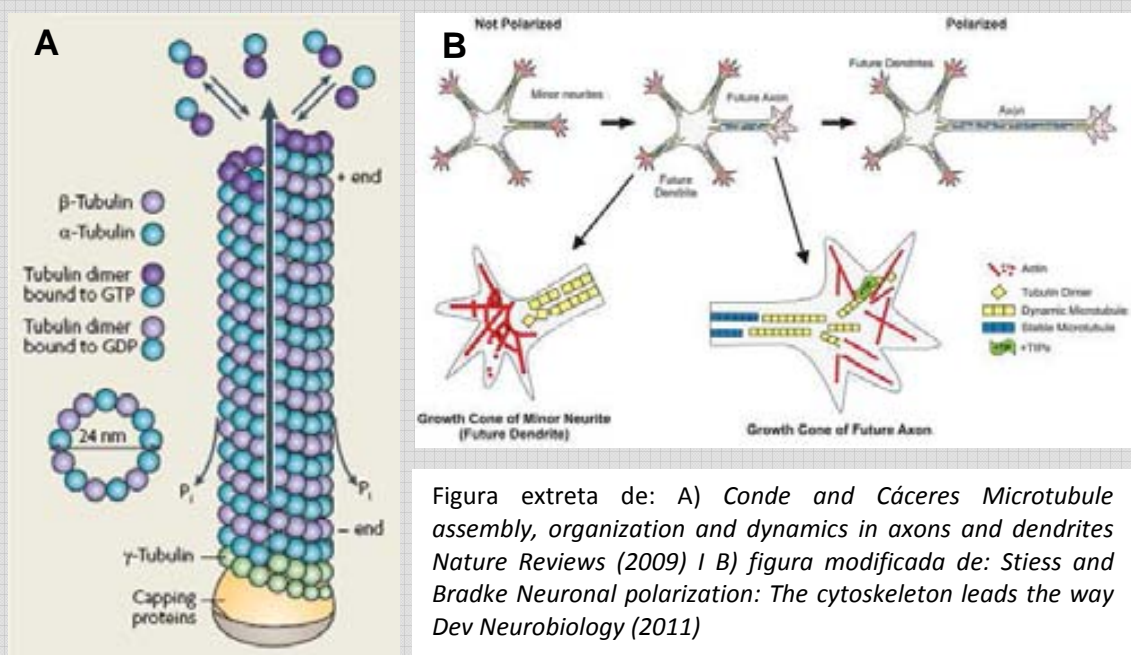 A
+ end
β-Tubulin
α-Tubulin
Tubulin dimer
bound to GTP
Tubulin dimer
bound to GDP
24 nm
Pi
Pi
– end
γ-Tubulin
Capping
proteins
B
Not Polarized
Polarized
Minor neurites
Future Axon
Future Dendrites
Axon
Future
Dendrite
Actin
Tubulin Dimer
Dynamic Microtubule
Stable Microtubule
+TIPs
Growth Cone of Minor Neurite
(Future Dendrite)
Growth Cone of Future Axon
Figura extreta de: A) Conde and Cáceres Microtubule
assembly, organization and dynamics in axons and dendrites
Nature Reviews (2009) I B) figura modificada de: Stiess and
Bradke Neuronal polarization: The cytoskeleton leads the way
Dev Neurobiology (2011)